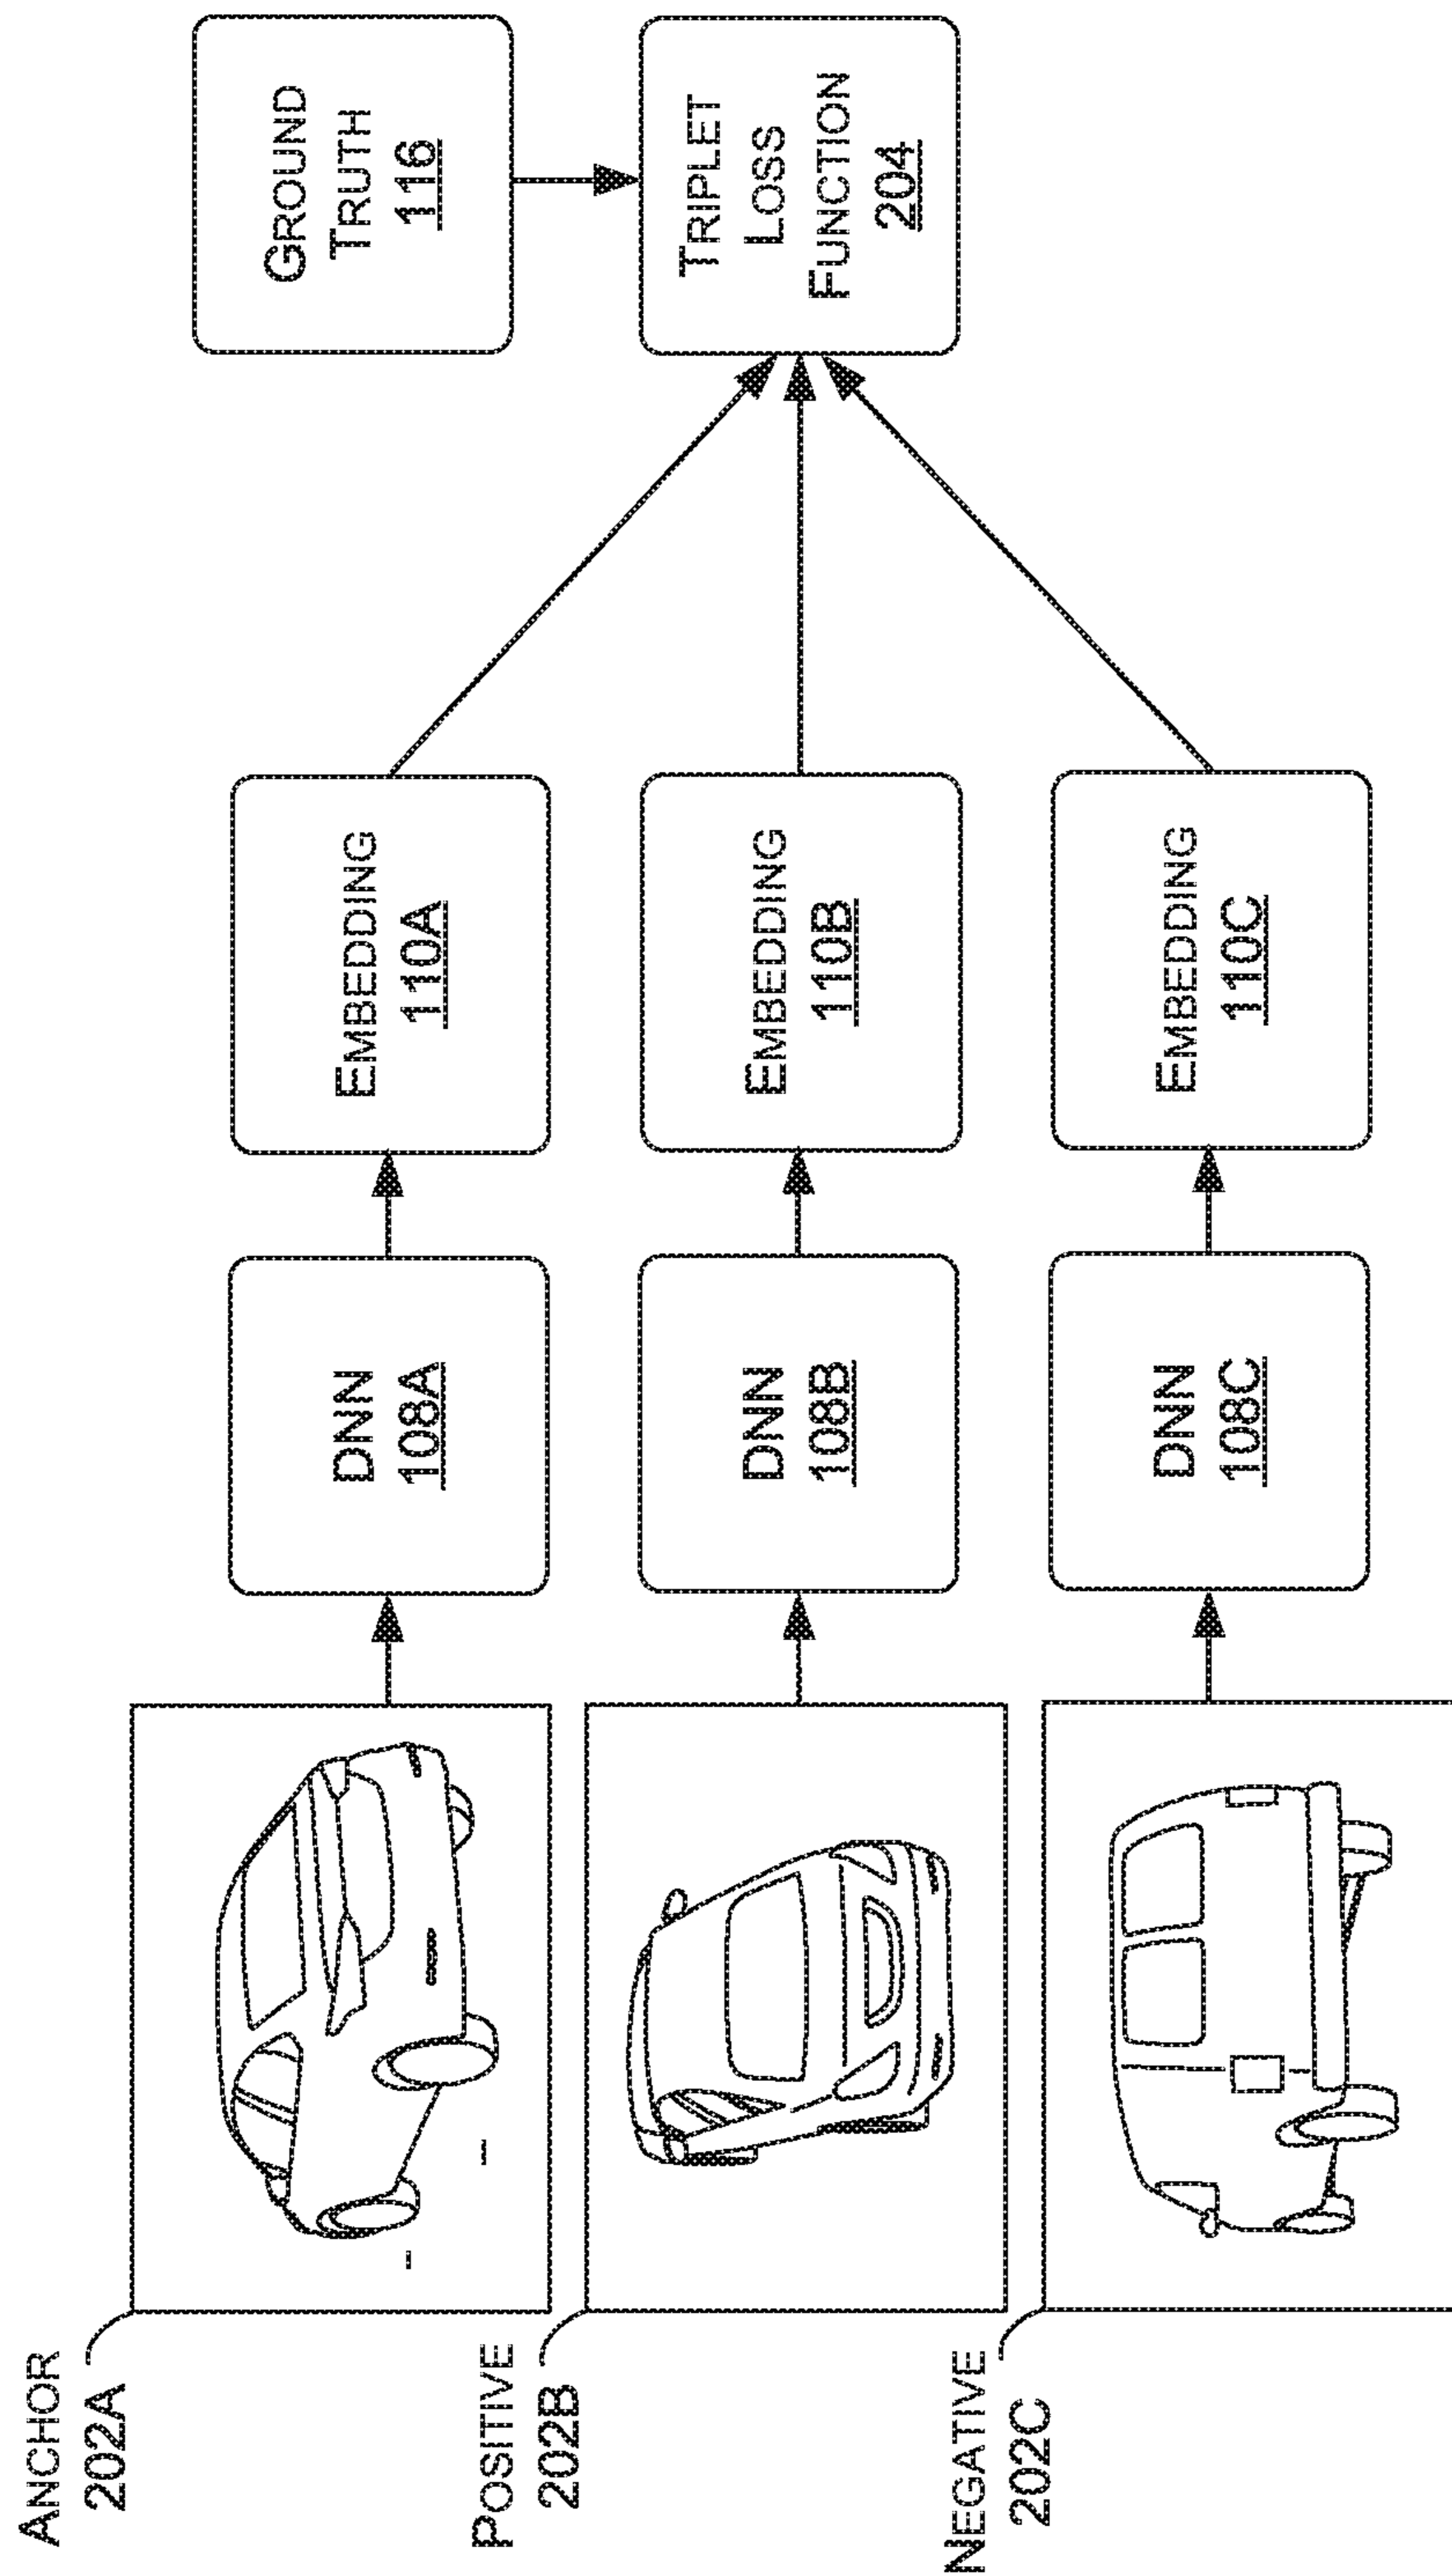 ANCHOR
202A
DNN
108A
EMBEDDING
110A
GROUND
TRUTH
116
POSITIVE
202B
DNN
108B
EMBEDDING
110B
TRIPLET
LOSS
FUNCTION
204
NEGATIVE
202C
DNN
108C
EMBEDDING
110C